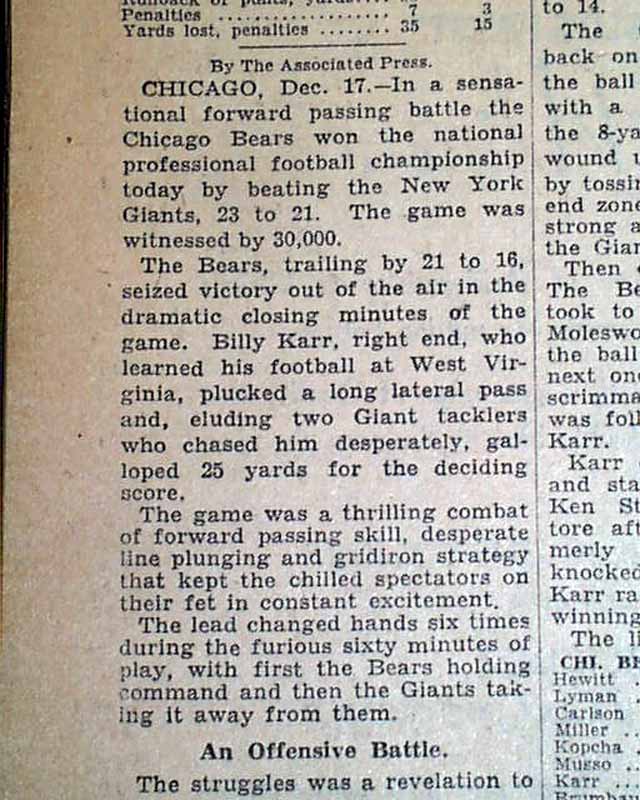 Penalties .................. 7 3
Yards lost, penalties ........ 35 15
By The Associated Press.
CHICAGO, Dec. 17.—In a sensa-
tional forward passing battle the
Chicago Bears won the national
professional football championship
today by beating the New York
Giants, 23 to 21. The game was
witnessed by 30,000.
The Bears, trailing by 21 to 16,
seized victory out of the air in the
dramatic closing minutes of the
game. Billy Karr, right end, who
learned his football at West Vir-
ginia, plucked a long lateral pass
and, eluding two Giant tacklers
who chased him desperately, gal-
loped 25 yards for the deciding
score.
The game was a thrilling combat
of forward passing skill, desperate
line plunging and gridiron strategy
that kept the chilled spectators on
their fet in constant excitement.
The lead changed hands six times
during the furious sixty minutes of
play, with first the Bears holding
command and then the Giants tak-
ing it away from them.
An Offensive Battle.
The struggles was a revelation to
to 14.
The
back on
the ball
with a
the 8-ya
wound u
by tossin
end zone
strong a
the Gian
Then
The Be
took to
Moleswo
the ball
next on
scrimma
was foll
Karr.
Karr
and sta
Ken St
tore aft
merly
knocked
Karr ra
winning
The li
CHI. BE
Hewitt .
Lyman .
Carlson
Miller ..
Kopcha .
Musso ..
Karr ...